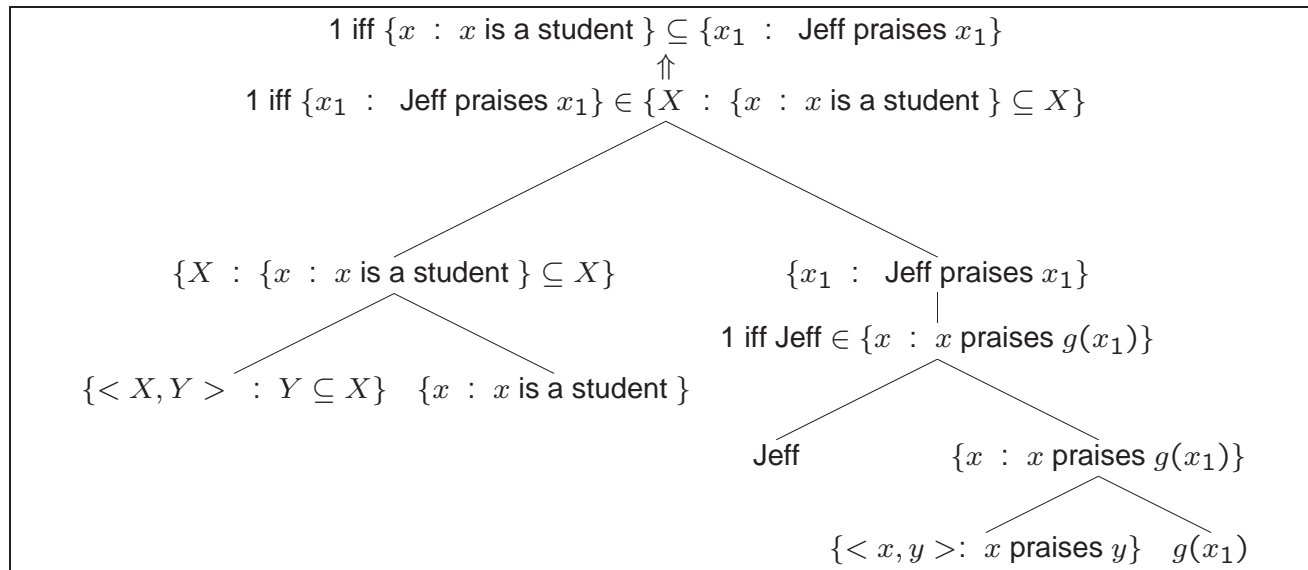 1 iff {x : x is a student } ⊆ {x₁ : Jeff praises x₁}
⇑
1 iff {x₁ : Jeff praises x₁} ∈ {X : {x : x is a student } ⊆ X}
{X : {x : x is a student } ⊆ X} {x₁ : Jeff praises x₁}
1 iff Jeff ∈ {x : x praises g(x₁)}
{< X, Y > : Y ⊆ X} {x : x is a student }
Jeff {x : x praises g(x₁)}
{< x, y >: x praises y} g(x₁)